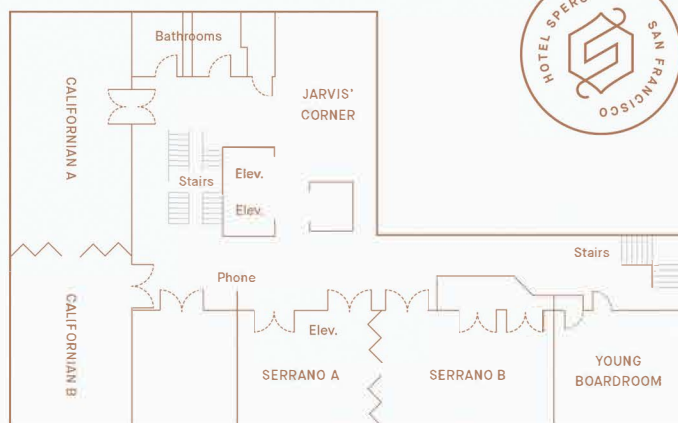 Bathrooms
HOTEL SPERO
SAN FRANCISCO
CALIFORNIAN A
JARVIS'
CORNER
Elev.
Stairs
Elev.
Stairs
Phone
CALIFORNIAN B
Elev.
SERRANO A
SERRANO B
YOUNG
BOARDROOM